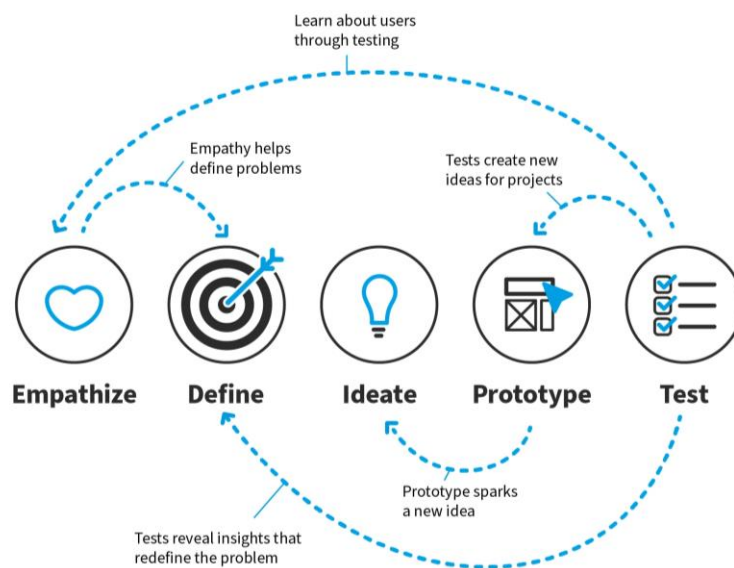 Learn about users
through testing
Empathy helps
define problems
Tests create new
ideas for projects
Empathize
Define
Ideate
Prototype
Test
Prototype sparks
a new idea
Tests reveal insights that
redefine the problem